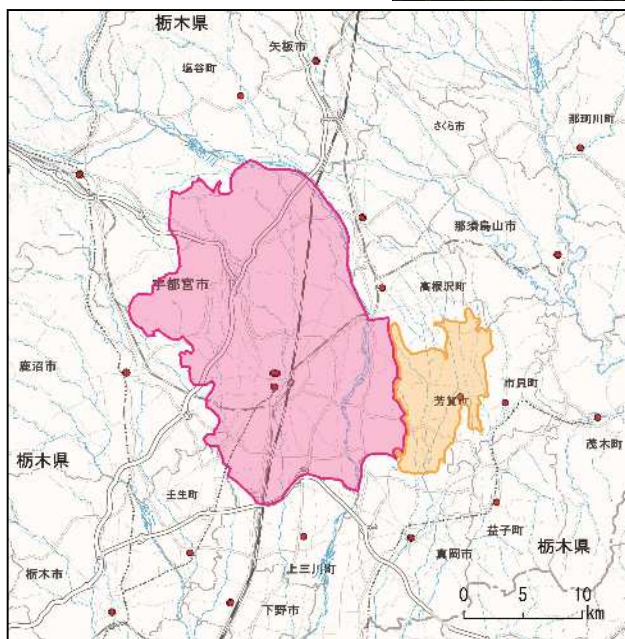 栃木県
矢板市
塩谷町
さくら市
那珂川町
那須烏山市
宇都宮市
高根沢町
鹿沼市
芳賀町
市貝町
茂木町
栃木県
壬生町
益子町
真岡市
栃木県
上三川町
栃木市
下野市
0 5 10
km